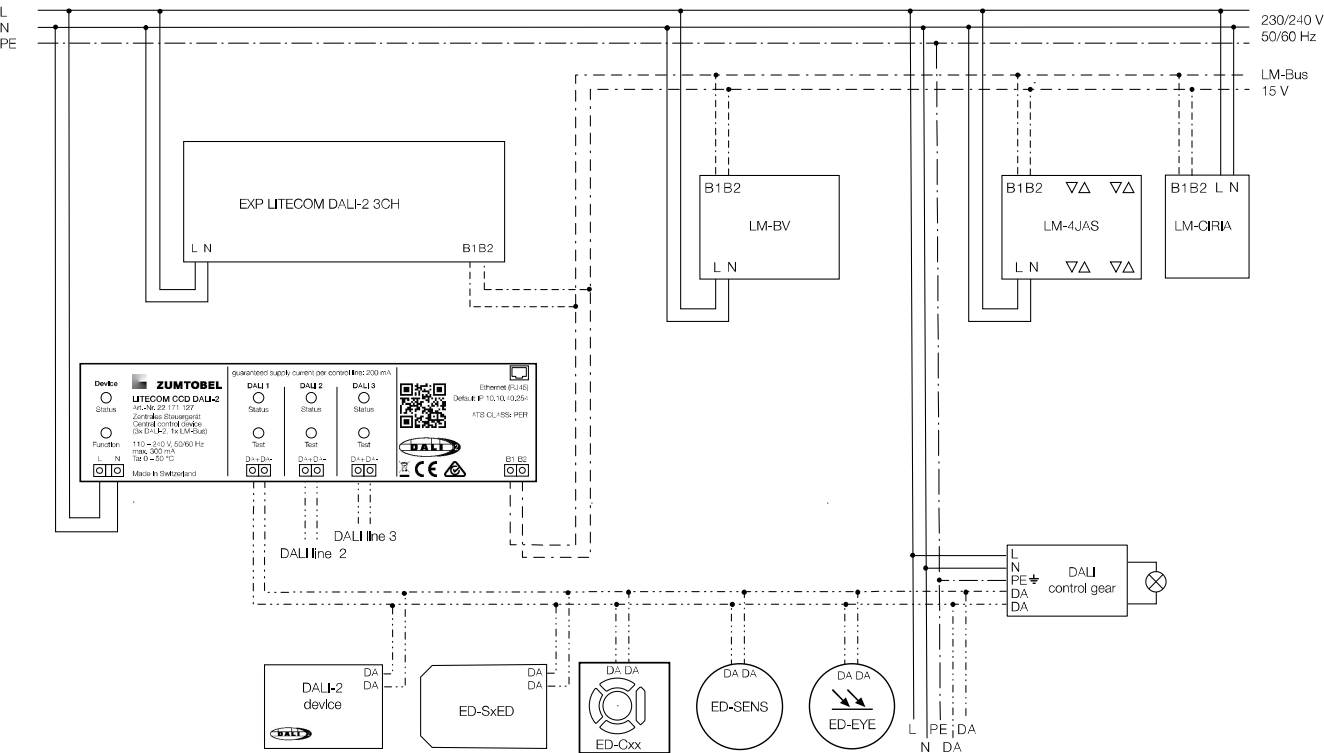 L
N
PE
230/240 V
50/60 Hz
LM-Bus
15 V
EXP LITECOM DALI-2 3CH
L N
B1B2
B1B2
LM-BV
L N
B1B2
LM-4JAS
L N
B1B2 L N
LM-CIRIA
Device
Status
Function
L N
ZUMTOBEL
LITECOM CCD DALI-2
Art.-Nr. 22 171 127
Zentrales Steuergerät
Central control device
(3x DALI-2, 1x LM-Bus)
110 – 240 V, 50/60 Hz
max. 300 mA
Ta: 0 – 50 °C
Made in Switzerland
guaranteed supply current per control line: 200 mA
DALI 1
Status
Test
DA+DA-
DALI 2
Status
Test
DA+DA-
DALI 3
Status
Test
DA+DA-
Ethernet (RJ45)
Default IP 10.10.40.254
ATS CLASS: PER
DALI 2
CE
B1 B2
DALI line 3
DALI line 2
L
N
PE
DA
DA
DALI
control gear
DA
DA
DALI-2
device
DALI 2
DA
DA
ED-SxED
DA DA
ED-Cxx
DA DA
ED-SENS
DA DA
ED-EYE
L PE DA
N DA